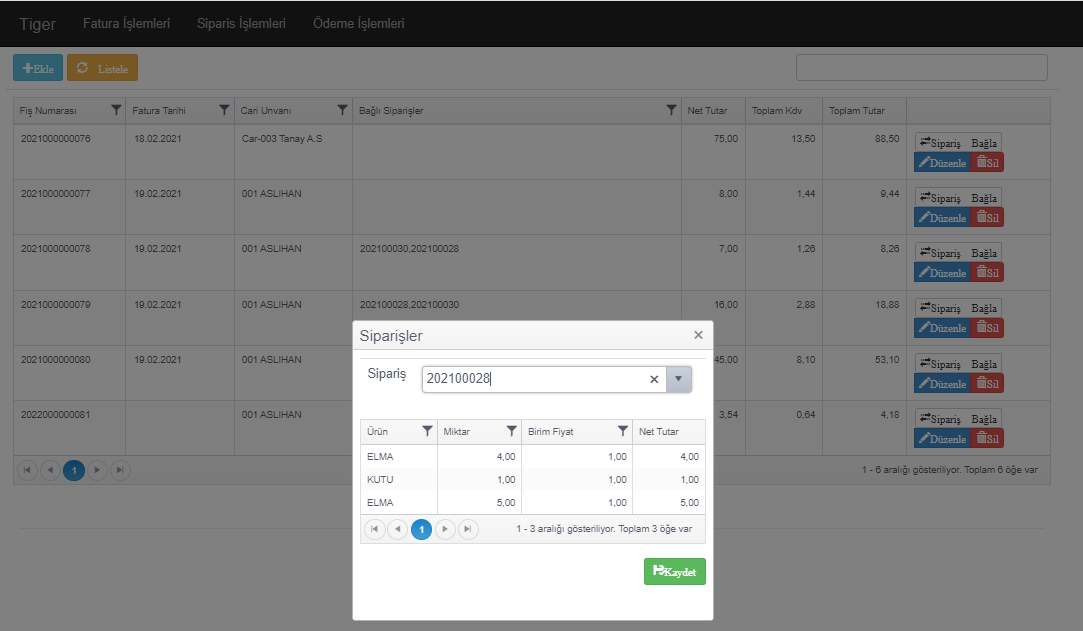 Tiger Fatura İşlemleri Siparis İşlemleri Ödeme İşlemleri
Ekle Listele
Fiş Numarası Fatura Tarihi Cari Unvanı Bağlı Siparişler Net Tutar Toplam Kdv Toplam Tutar
2021000000076 18.02.2021 Car-003 Tanay A.S 75,00 13,50 88,50 Sipariş Bağla
Düzenle Sil
2021000000077 19.02.2021 001 ASLIHAN 8,00 1,44 9,44 Sipariş Bağla
Düzenle Sil
2021000000078 19.02.2021 001 ASLIHAN 202100030,202100028 7,00 1,26 8,26 Sipariş Bağla
Düzenle Sil
2021000000079 19.02.2021 001 ASLIHAN 202100028,202100030 16,00 2,88 18,88 Sipariş Bağla
Düzenle Sil
2021000000080 19.02.2021 001 ASLIHAN 45,00 8,10 53,10 Sipariş Bağla
Düzenle Sil
2022000000081 001 ASLIHAN 3,54 0,64 4,18 Sipariş Bağla
Düzenle Sil
1
1 - 6 aralığı gösteriliyor. Toplam 6 öğe var
Siparişler
Sipariş 202100028
Ürün Miktar Birim Fiyat Net Tutar
ELMA 4,00 1,00 4,00
KUTU 1,00 1,00 1,00
ELMA 5,00 1,00 5,00
1 1 - 3 aralığı gösteriliyor. Toplam 3 öğe var
Kaydet